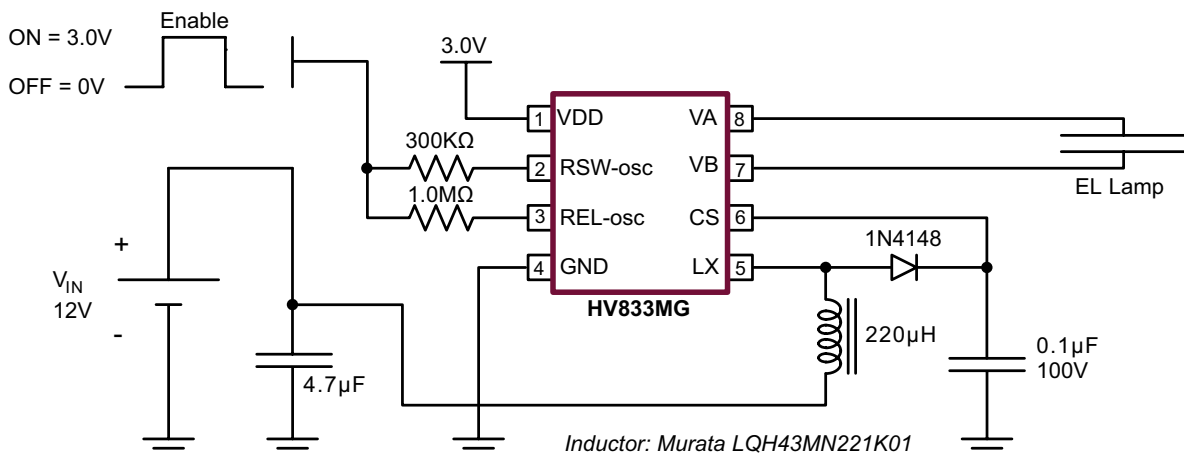 Enable
ON = 3.0V
OFF = 0V
3.0V
1 VDD
VA 8
300KΩ
2 RSW-osc
VB 7
1.0MΩ
3 REL-osc
CS 6
4 GND
LX 5
HV833MG
EL Lamp
1N4148
+
VIN
12V
-
4.7µF
220µH
0.1µF
100V
Inductor: Murata LQH43MN221K01